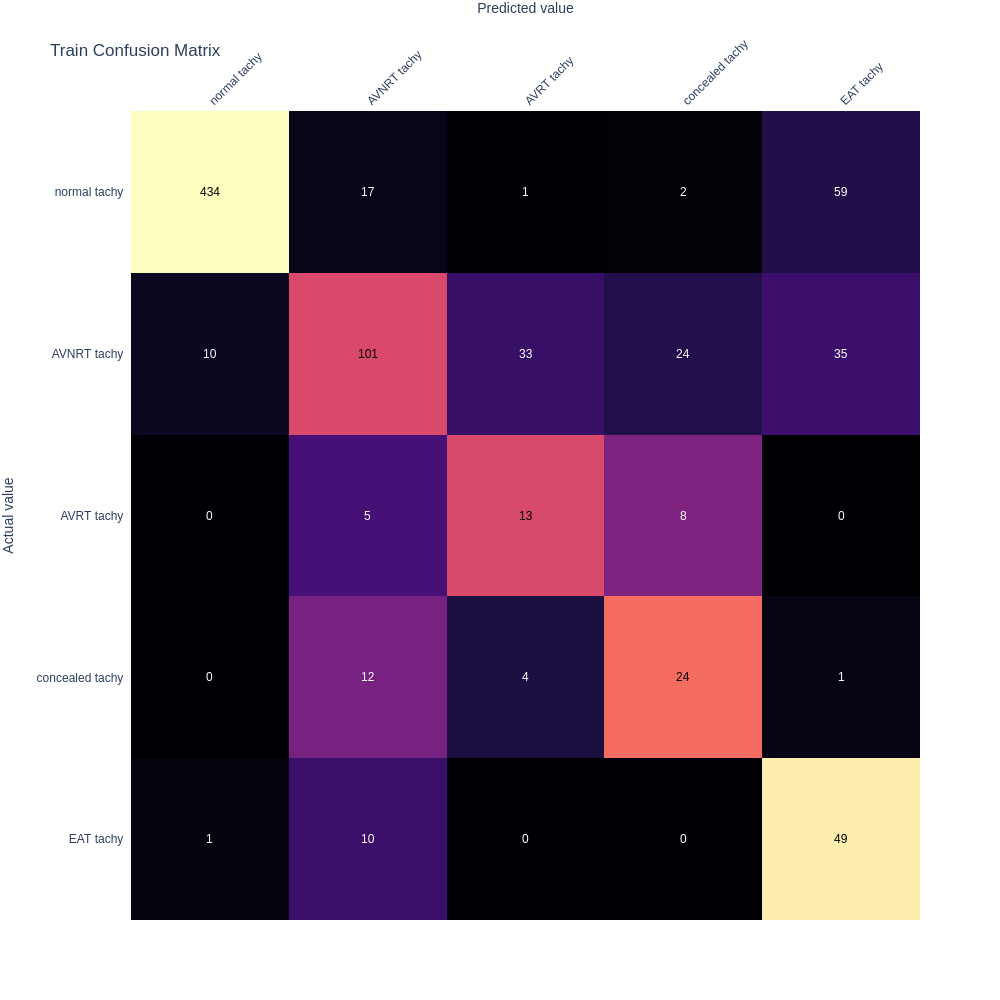 Predicted value
Train Confusion Matrix
normal tachy
AVNRT tachy
AVRT tachy
concealed tachy
EAT tachy
normal tachy 434 17 1 2 59
AVNRT tachy 10 101 33 24 35
Actual value
AVRT tachy 0 5 13 8 0
concealed tachy 0 12 4 24 1
EAT tachy 1 10 0 0 49